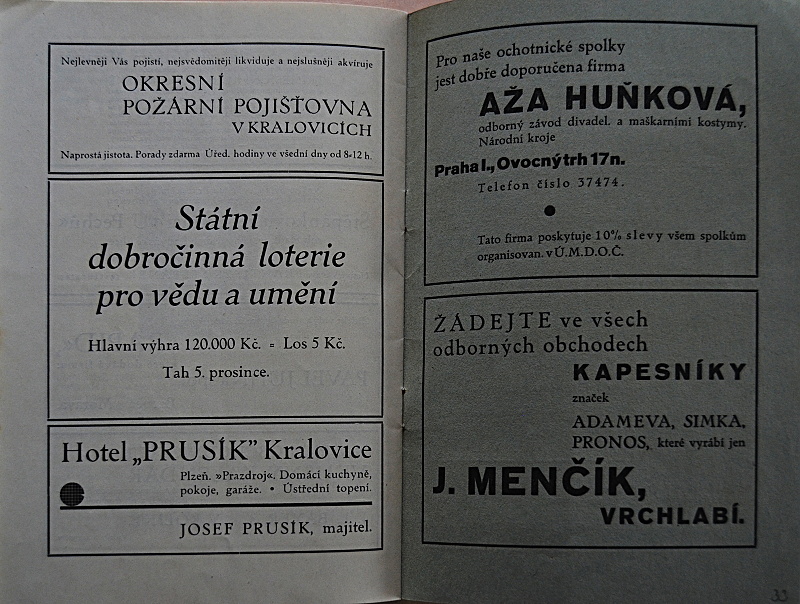 Nejlevněji Vás pojistí, nejsvědomitěji likviduje a nejslušněji akvíruje
OKRESNÍ
POŽÁRNÍ POJIŠŤOVNA
V KRALOVICÍCH
Naprostá jistota. Porady zdarma Úřed. hodiny ve všední dny od 8-12 h.
Státní
dobročinná loterie
pro vědu a umění
Hlavní výhra 120.000 Kč. = Los 5 Kč.
Tah 5. prosince.
Hotel „PRUSÍK" Kralovice
Plzeň. »Prazdroj«. Domácí kuchyně,
pokoje, garáže. • Ústřední topení.
JOSEF PRUSÍK, majitel.
Pro naše ochotnické spolky
jest dobře doporučena firma
AŽA HUŇKOVÁ,
odborný závod divadel. a maškarními kostymy.
Národní kroje
Praha I., Ovocný trh 17n.
Telefon číslo 37474.
Tato firma poskytuje 10% slevy všem spolkům
organisovan. v Ú.M.D.O.Č.
ŽÁDEJTE ve všech
odborných obchodech
KAPESNÍKY
značek
ADAMEVA, SIMKA,
PRONOS, které vyrábí jen
J. MENČÍK,
VRCHLABÍ.
33